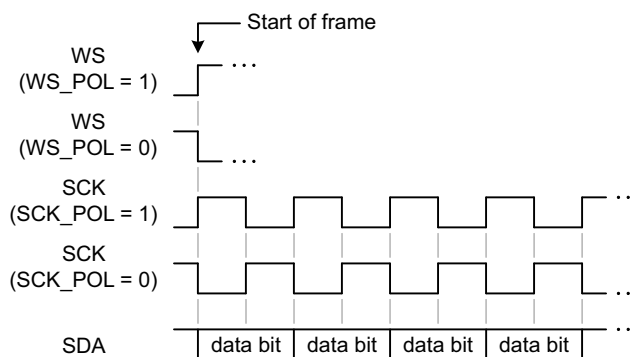 Start of frame
WS
(WS_POL = 1)
WS
(WS_POL = 0)
SCK
(SCK_POL = 1)
SCK
(SCK_POL = 0)
SDA data bit data bit data bit data bit